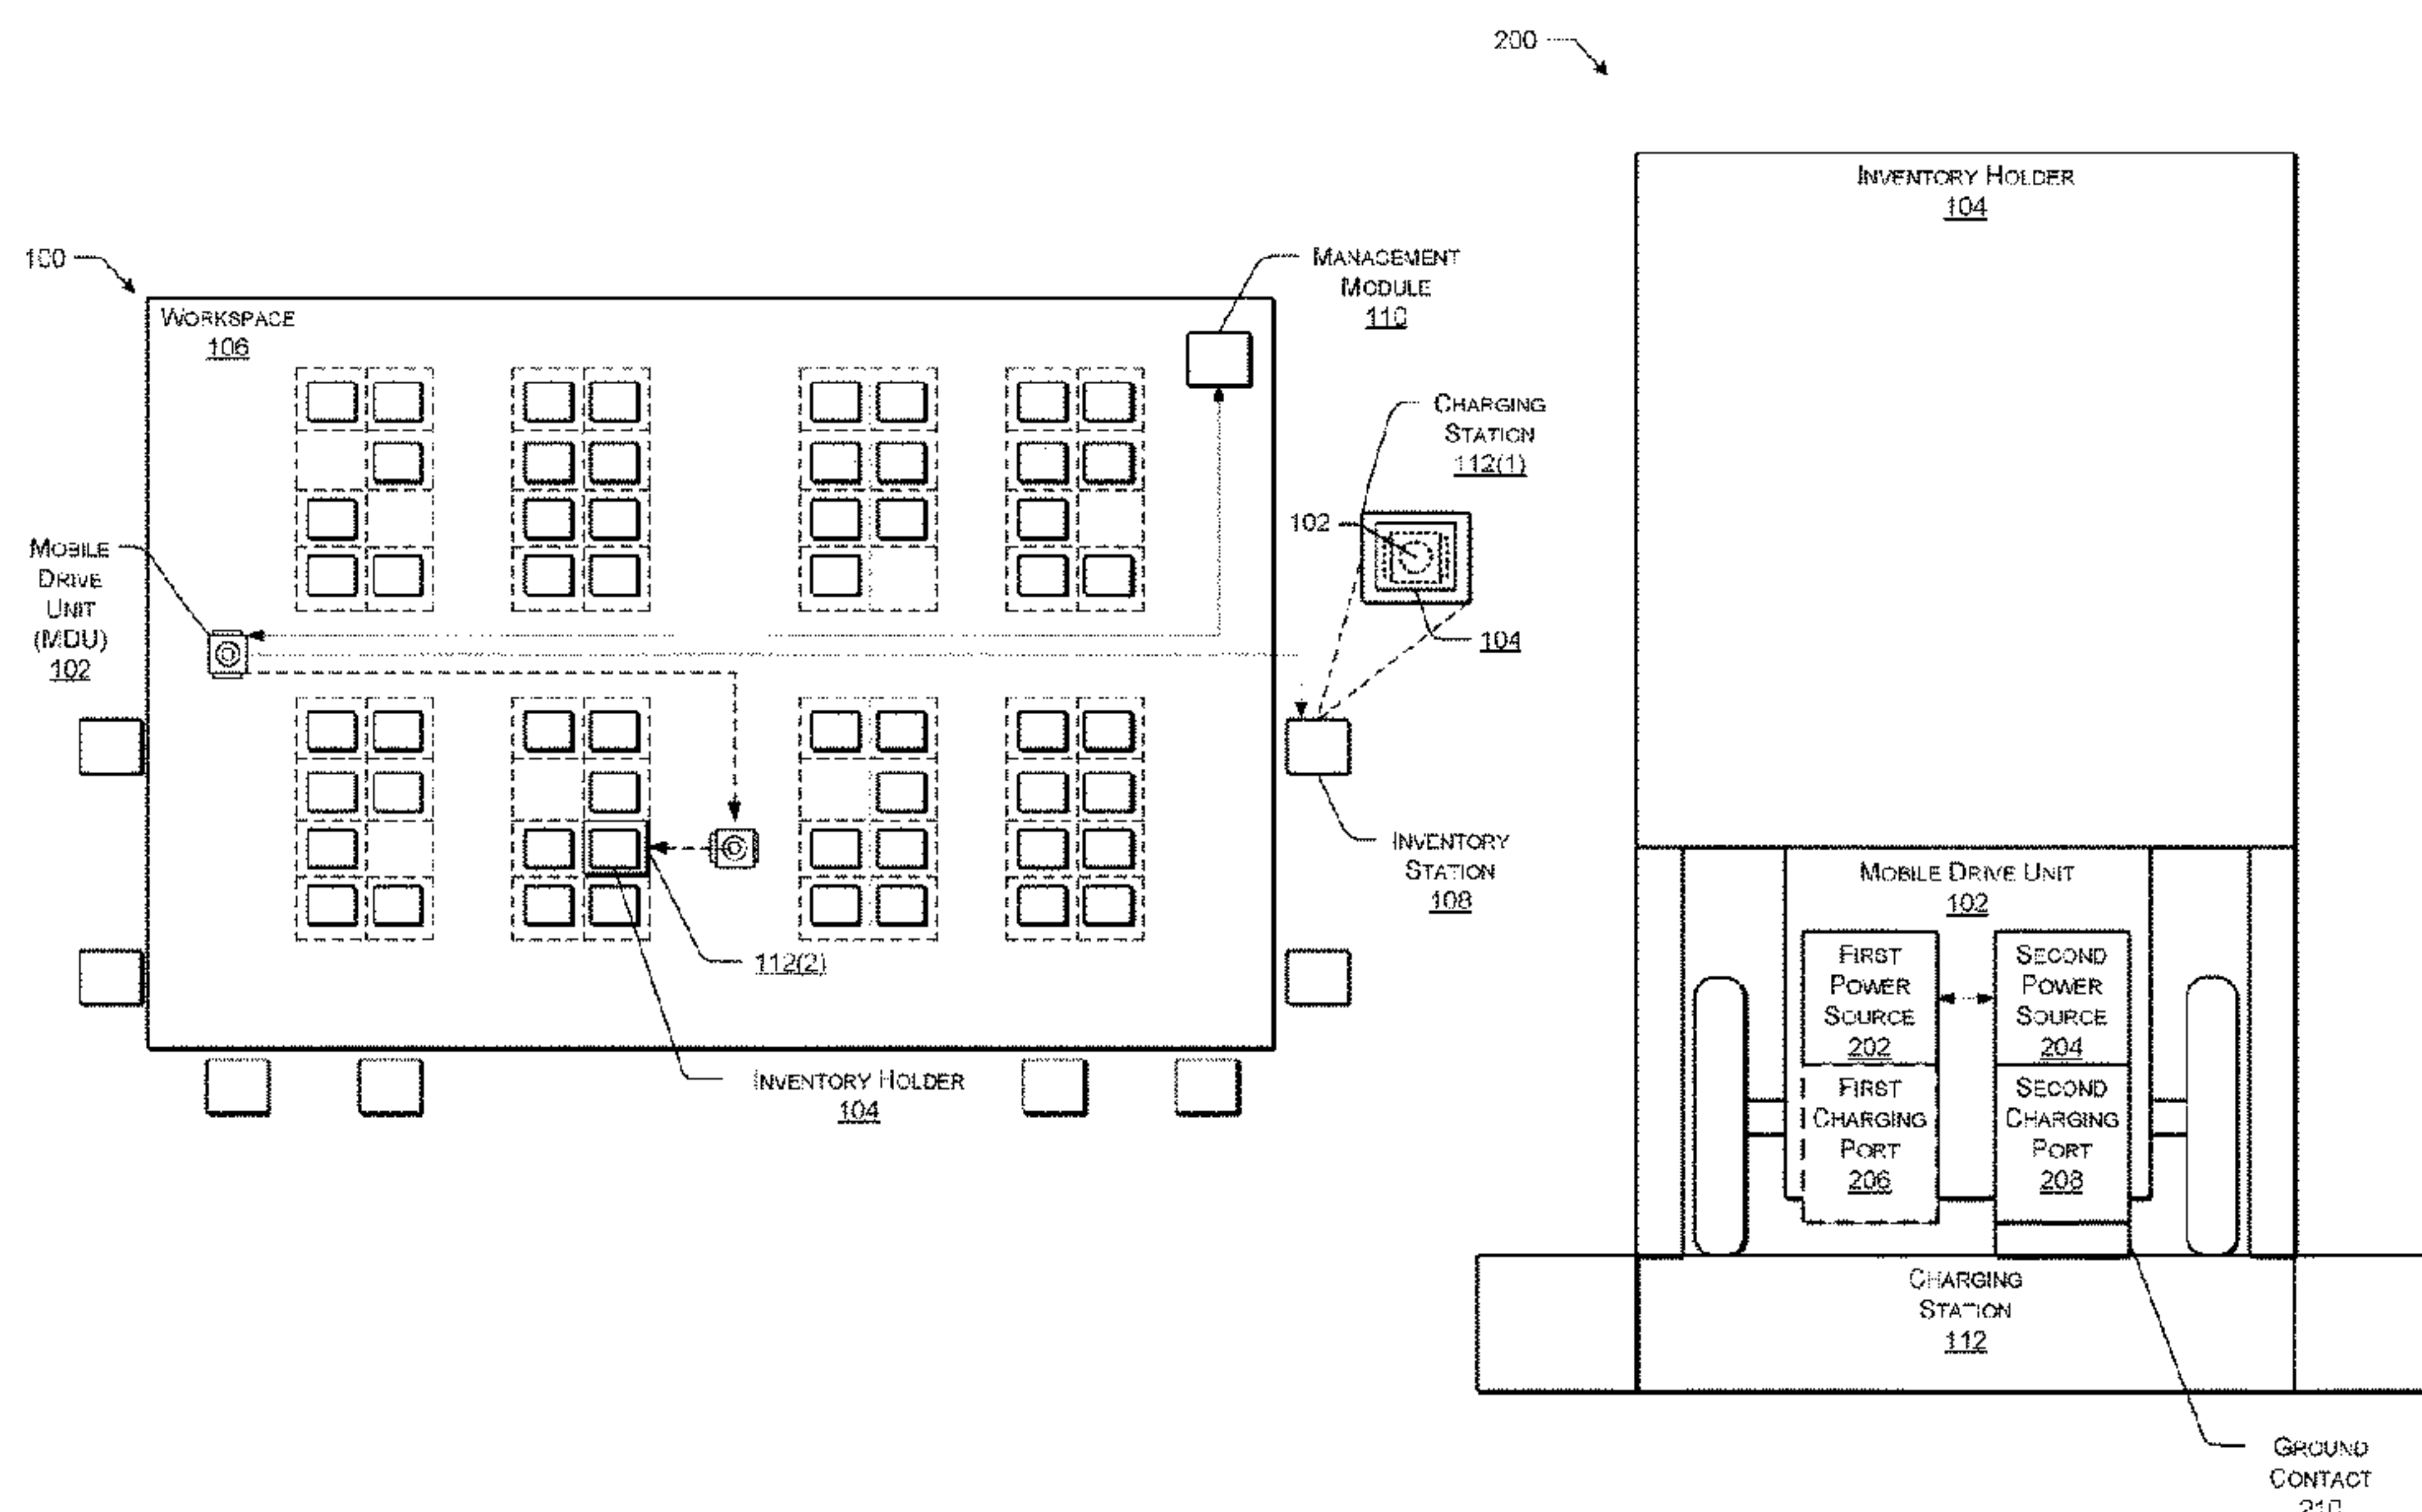 100
WORKSPACE
106
MANAGEMENT
MODULE
110
CHARGING
STATION
112(1)
102
104
MOBILE
DRIVE
UNIT
(MDU)
102
INVENTORY
STATION
108
112(2)
INVENTORY HOLDER
104
200
INVENTORY HOLDER
104
MOBILE DRIVE UNIT
102
FIRST
POWER
SOURCE
202
SECOND
POWER
SOURCE
204
FIRST
CHARGING
PORT
206
SECOND
CHARGING
PORT
208
CHARGING
STATION
112
GROUND
CONTACT
210